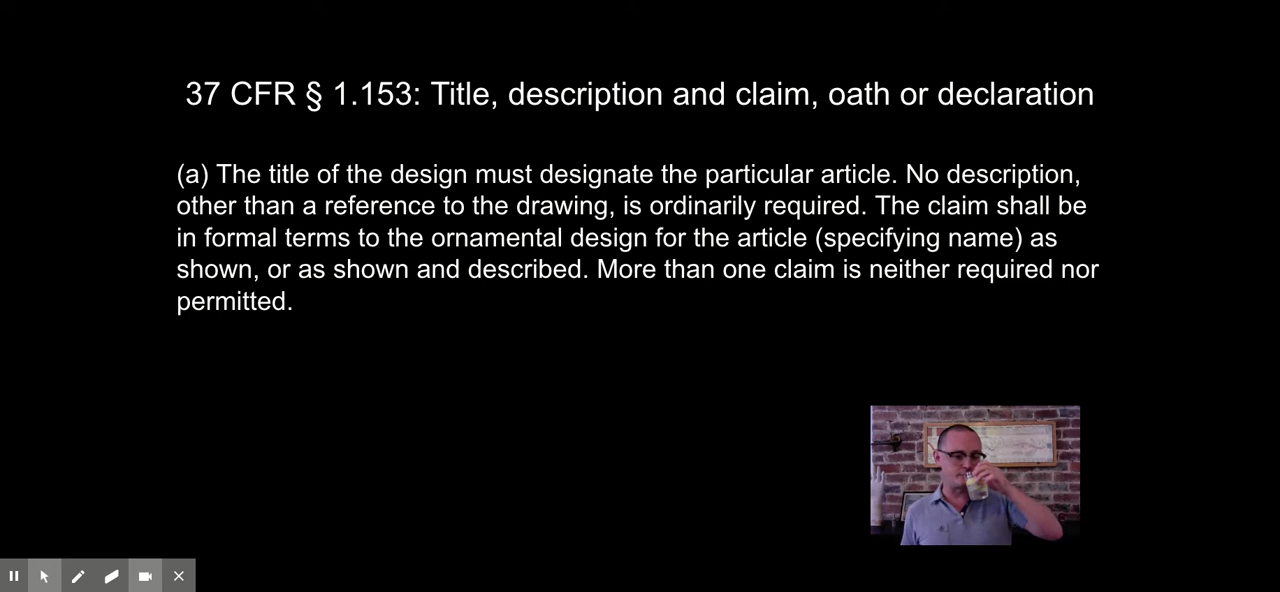 37 CFR § 1.153: Title, description and claim, oath or declaration
(a) The title of the design must designate the particular article. No description,
other than a reference to the drawing, is ordinarily required. The claim shall be
in formal terms to the ornamental design for the article (specifying name) as
shown, or as shown and described. More than one claim is neither required nor
permitted.